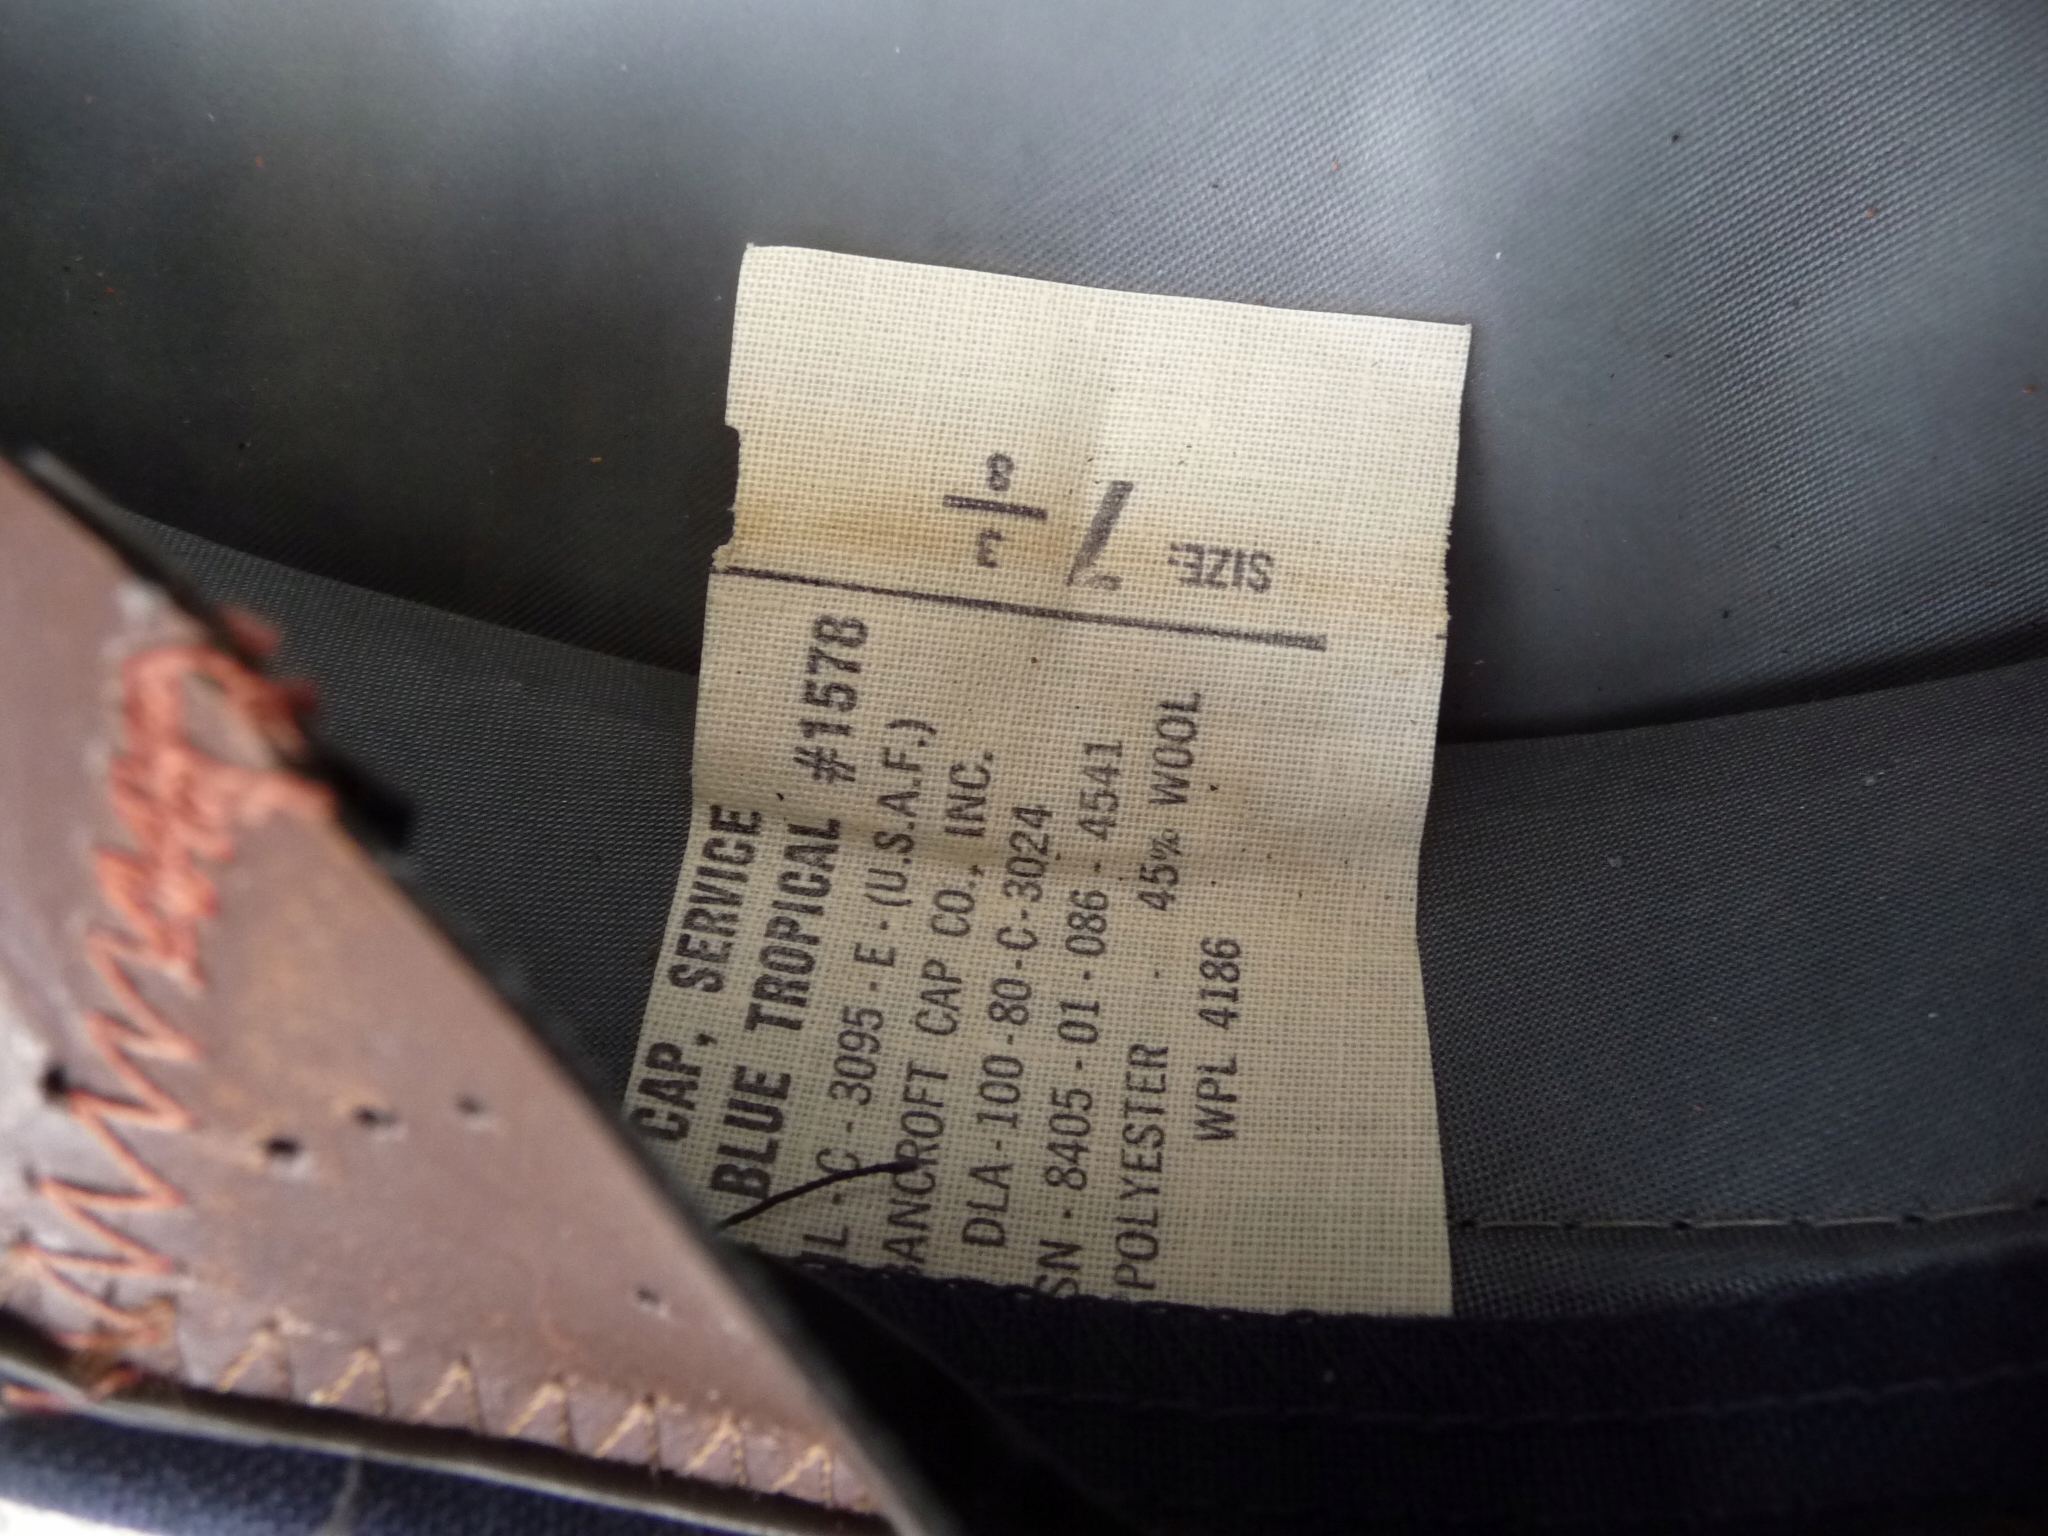 CAP, SERVICE
BLUE TROPICAL #1578
IL - C - 3095 - E - (U.S.A.F.)
BANCROFT CAP CO., INC.
DLA - 100 - 80 - C - 3024
SN - 8405 - 01 - 086 - 4541
POLYESTER - 45% WOOL
WPL 4186
SIZE:
7 3/8